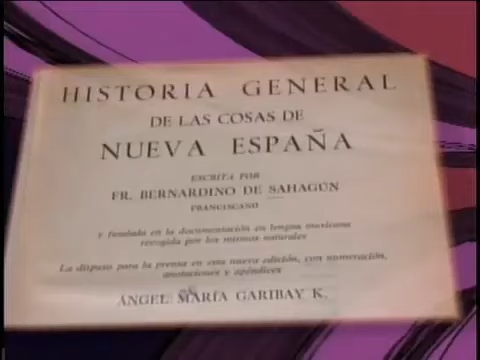 HISTORIA GENERAL
DE LAS COSAS DE
NUEVA ESPAÑA
ESCRITA POR
FR. BERNARDINO DE SAHAGÚN
FRANCISCANO
y fundada en la documentación en lengua mexicana
recogida por los mismos naturales
La dispuso para la prensa en esta nueva edición, con numeración,
anotaciones y apéndices
ÁNGEL MARÍA GARIBAY K.